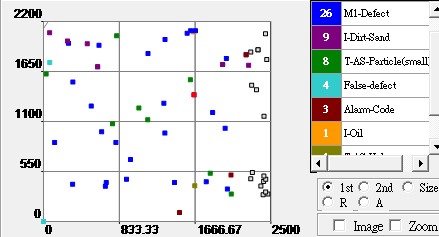 2200
1650
1100
550
0
0
833.33
1666.67
2500
26 M1-Defect
9 I-Dirt-Sand
8 T-AS-Particle(small)
4 False-defect
3 Alarm-Code
1 I-Oil
1st 2nd Size
R A
Image Zoom